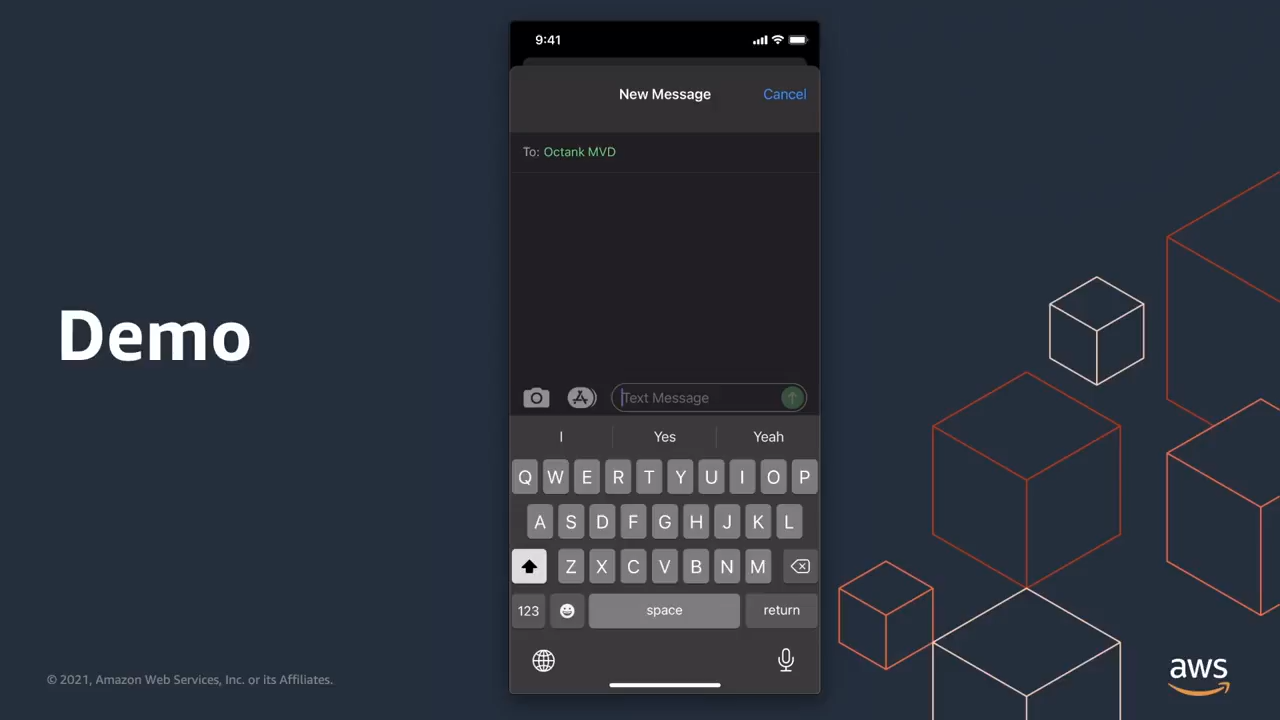 9:41
New Message
Cancel
To: Octank MVD
Demo
Text Message
I
Yes
Yeah
Q W E R T Y U I O P
A S D F G H J K L
Z X C V B N M
123
space
return
© 2021, Amazon Web Services, Inc. or its Affiliates.
aws